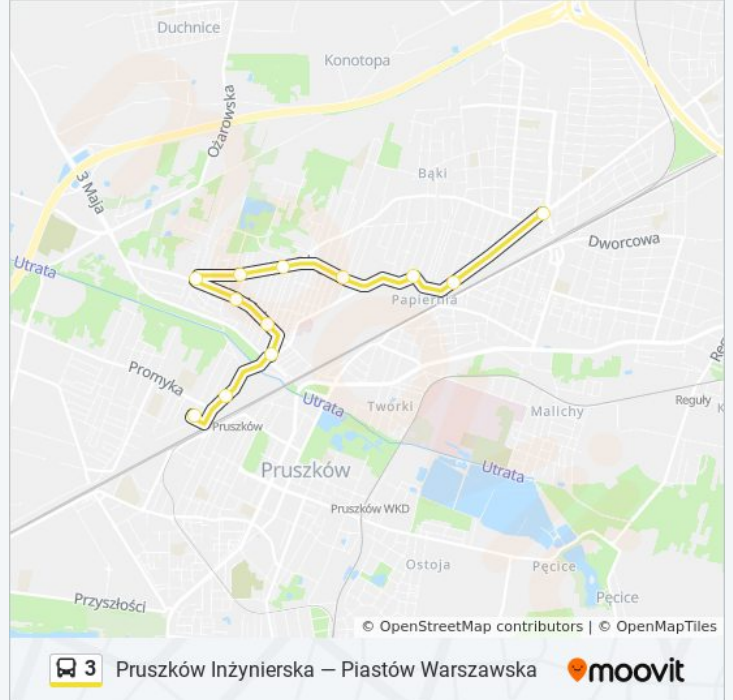 Duchnice
Konotopa
Ożarowska
Bąki
3 Maja
Dworcowa
Utrata
Papiernia
Promyka
Reguły
Utrata
Tworki
Malichy
Pruszków
Pruszków
Utrata
Pruszków WKD
Ostoja
Pęcice
Pęcice
Przyszłości
© OpenStreetMap contributors | © OpenMapTiles
3 Pruszków Inżynierska — Piastów Warszawska
moovit